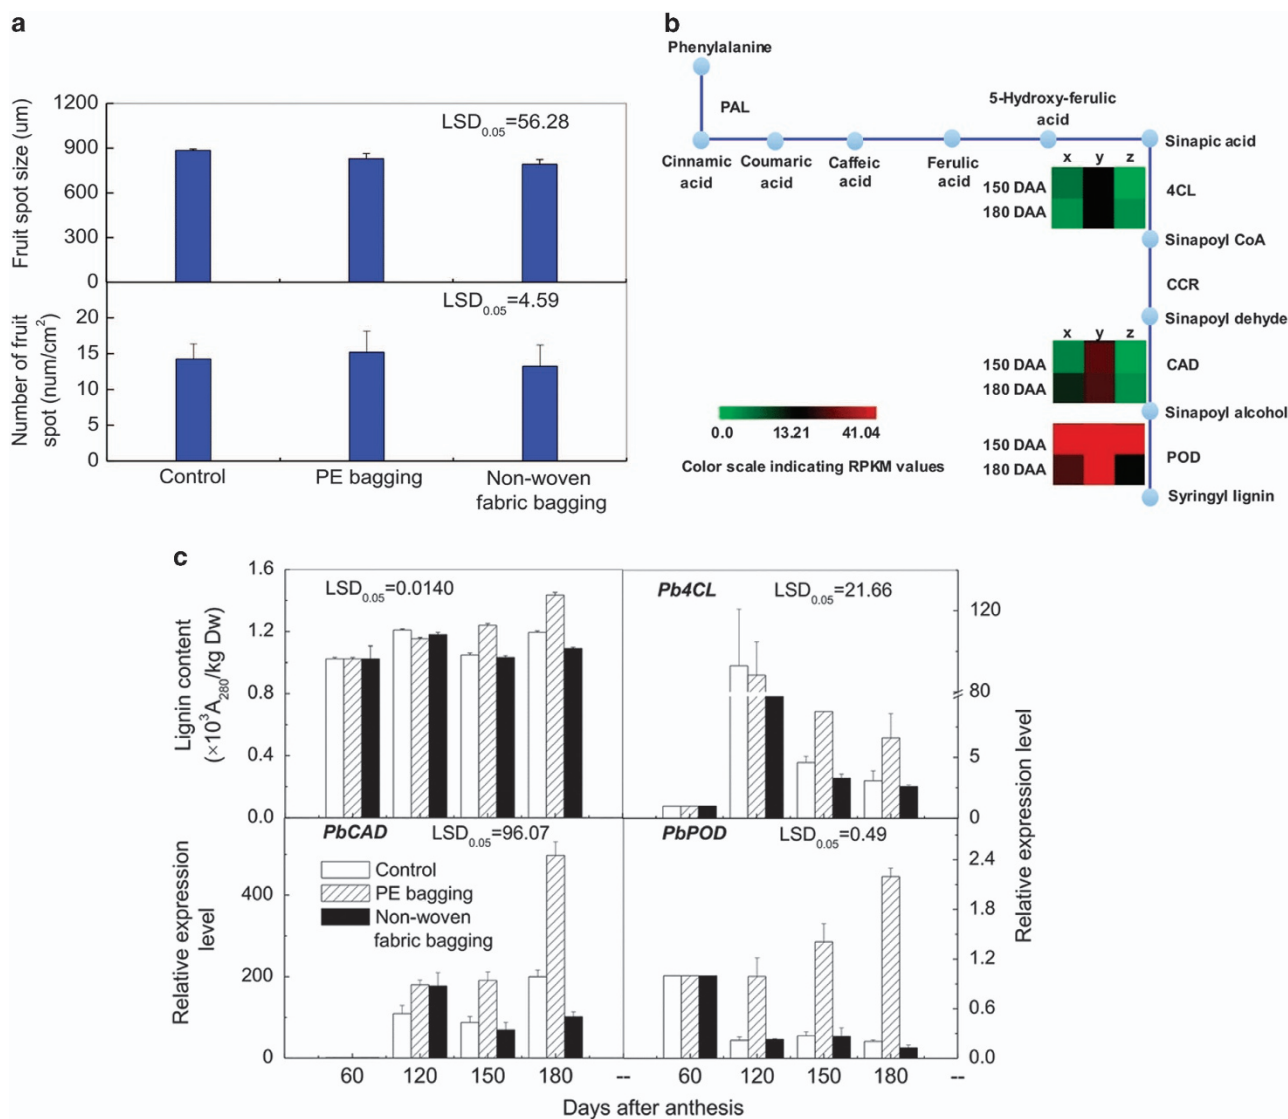 a
Fruit spot size (um)
1200
900
600
300
0
LSD0.05=56.28
Number of fruit
spot (num/cm2)
20
15
10
5
0
LSD0.05=4.59
Control
PE bagging
Non-woven
fabric bagging
b
Phenylalanine
PAL
Cinnamic
acid
Coumaric
acid
Caffeic
acid
Ferulic
acid
5-Hydroxy-ferulic
acid
Sinapic acid
x y z
150 DAA
180 DAA
4CL
Sinapoyl CoA
CCR
Sinapoyl dehyde
x y z
150 DAA
180 DAA
CAD
Sinapoyl alcohol
150 DAA
180 DAA
POD
Syringyl lignin
0.0 13.21 41.04
Color scale indicating RPKM values
c
Lignin content
(×103A280/kg Dw)
1.6
1.2
0.8
0.4
0.0
LSD0.05=0.0140
Pb4CL
LSD0.05=21.66
120
80
5
0
PbCAD
LSD0.05=96.07
Control
PE bagging
Non-woven
fabric bagging
Relative expression
level
400
200
0
PbPOD
LSD0.05=0.49
2.4
1.8
1.2
0.6
0.0
Relative expression level
60 120 150 180 -- 60 120 150 180 --
Days after anthesis